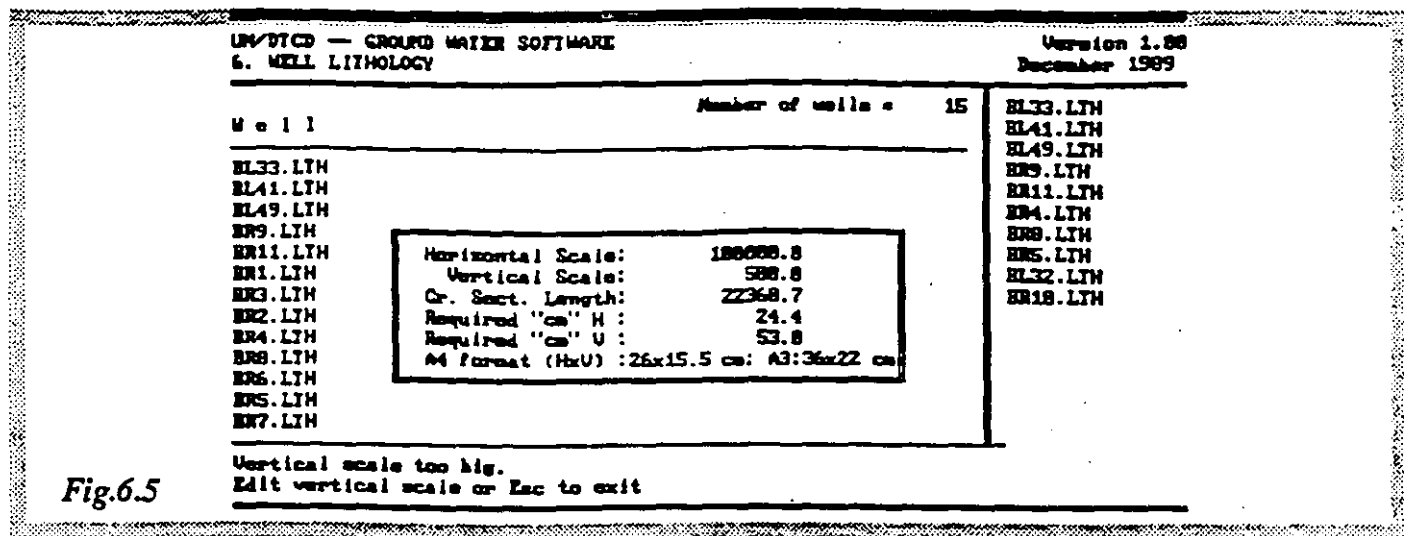 UN/DTCD — GROUND WATER SOFTWARE
Version 1.00
6. WELL LITHOLOGY
December 1989
Number of wells = 15
W e l l
BL33.LTH
BL41.LTH
BL49.LTH
BR9.LTH
BR11.LTH
BR1.LTH
BR3.LTH
BR2.LTH
BR4.LTH
BR8.LTH
BR6.LTH
BR5.LTH
BR7.LTH
Horizontal Scale: 100000.0
Vertical Scale: 500.0
Cr. Sect. Length: 22360.7
Required "cm" H : 24.4
Required "cm" V : 53.8
A4 format (HxV) :26x15.5 cm; A3:36x22 cm
BL33.LTH
BL41.LTH
BL49.LTH
BR9.LTH
BR11.LTH
BR4.LTH
BR8.LTH
BR5.LTH
BL32.LTH
BR18.LTH
Vertical scale too big.
Edit vertical scale or Esc to exit
Fig.6.5